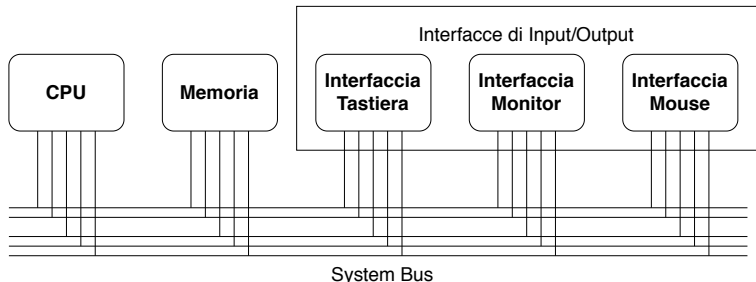 Interfacce di Input/Output
CPU
Memoria
Interfaccia
Tastiera
Interfaccia
Monitor
Interfaccia
Mouse
System Bus